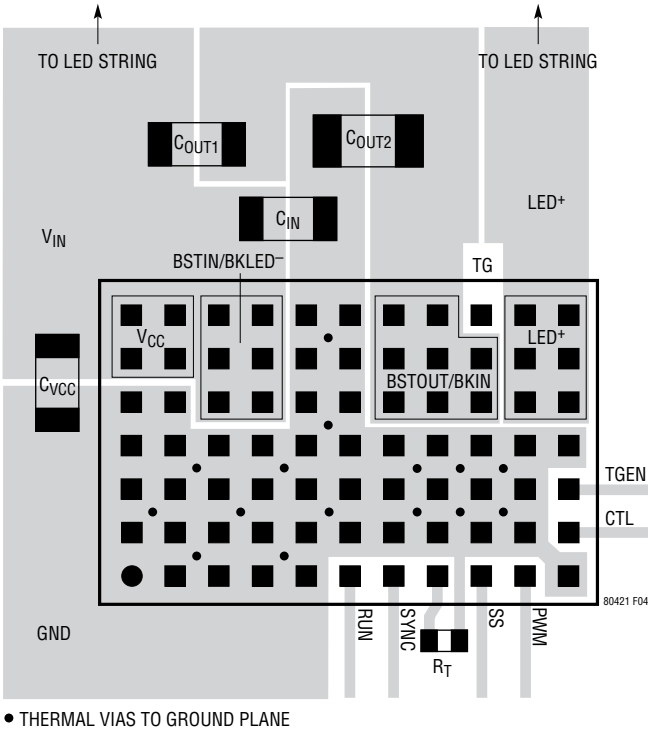 TO LED STRING
TO LED STRING
COUT1
COUT2
CIN
LED+
VIN
BSTIN/BKLED–
TG
VCC
LED+
CVCC
BSTOUT/BKIN
TGEN
CTL
80421 F04
RUN
SYNC
SS
PWM
GND
RT
● THERMAL VIAS TO GROUND PLANE